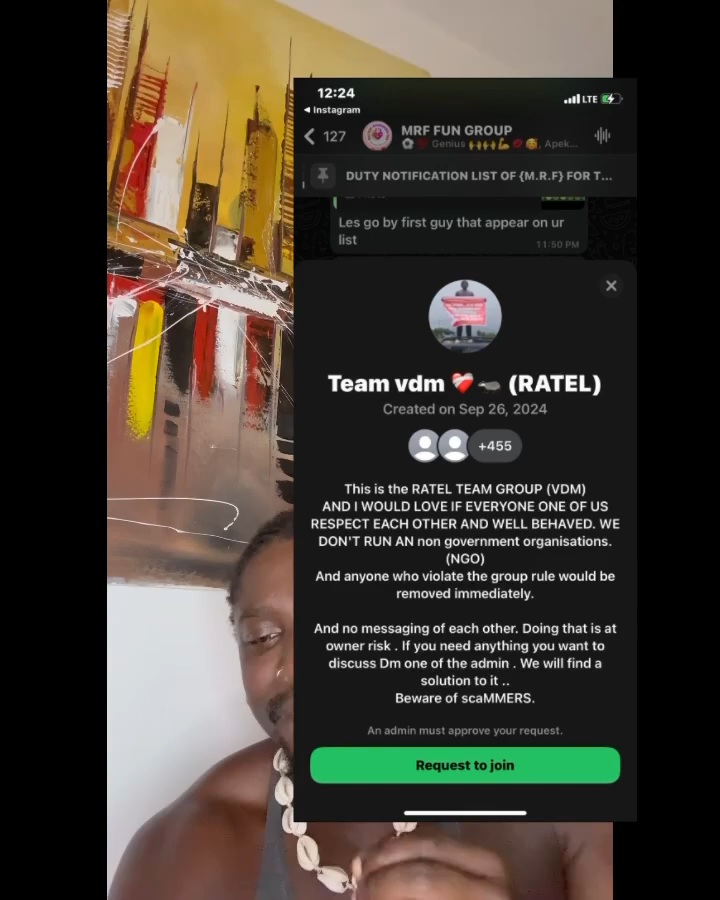 12:24
LTE
Instagram
127
MRF FUN GROUP
Genius 🙌🙌💪💋🥰, Apek...
DUTY NOTIFICATION LIST OF {M.R.F} FOR T...
Les go by first guy that appear on ur
list
11:50 PM
Team vdm ❤️‍🩹 🦡 (RATEL)
Created on Sep 26, 2024
+455
This is the RATEL TEAM GROUP (VDM)
AND I WOULD LOVE IF EVERYONE ONE OF US
RESPECT EACH OTHER AND WELL BEHAVED. WE
DON'T RUN AN non government organisations.
(NGO)
And anyone who violate the group rule would be
removed immediately.
And no messaging of each other. Doing that is at
owner risk . If you need anything you want to
discuss Dm one of the admin . We will find a
solution to it ..
Beware of scaMMERS.
An admin must approve your request.
Request to join